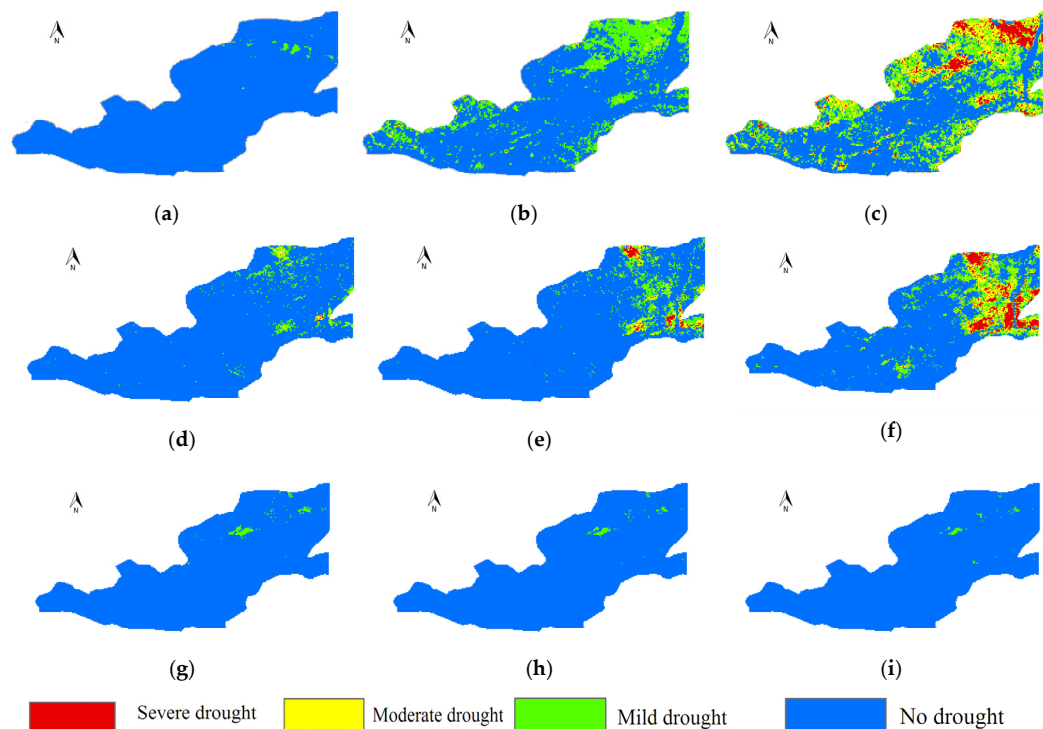 N
N
N
(a)
(b)
(c)
N
N
N
(d)
(e)
(f)
N
N
N
(g)
(h)
(i)
Severe drought
Moderate drought
Mild drought
No drought